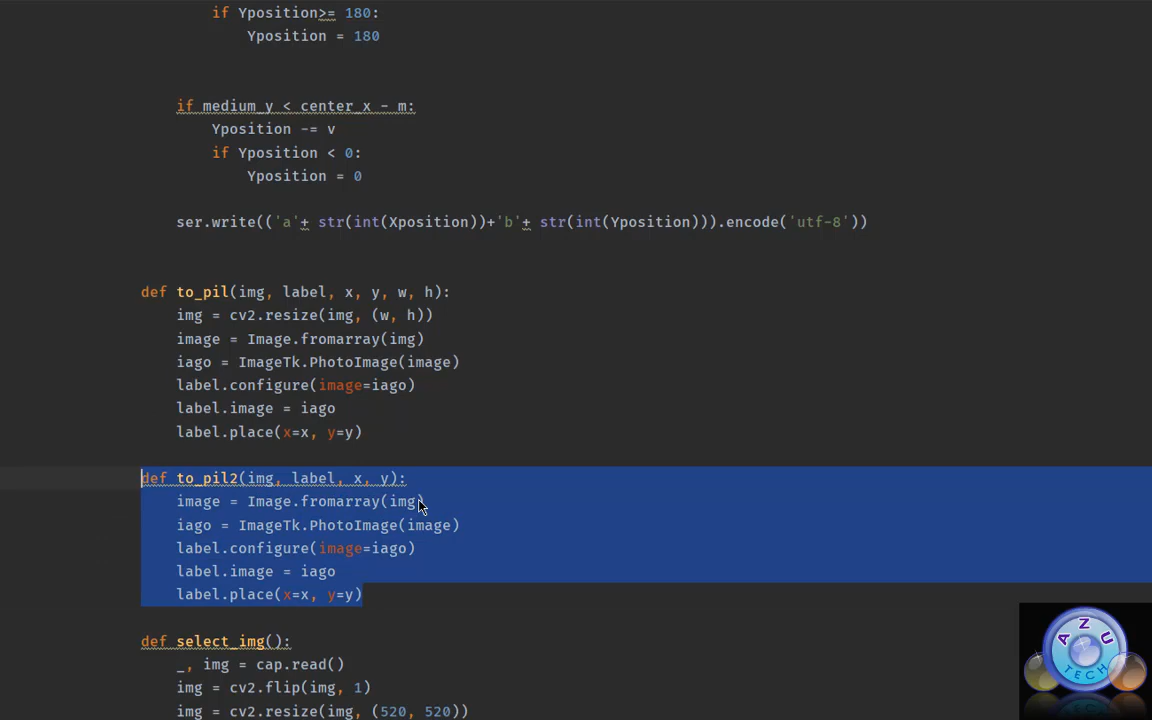 if Yposition>= 180:
Yposition = 180
if medium_y < center_x - m:
Yposition -= v
if Yposition < 0:
Yposition = 0
ser.write(('a'+ str(int(Xposition))+'b'+ str(int(Yposition))).encode('utf-8'))
def to_pil(img, label, x, y, w, h):
img = cv2.resize(img, (w, h))
image = Image.fromarray(img)
iago = ImageTk.PhotoImage(image)
label.configure(image=iago)
label.image = iago
label.place(x=x, y=y)
def to_pil2(img, label, x, y):
image = Image.fromarray(img)
iago = ImageTk.PhotoImage(image)
label.configure(image=iago)
label.image = iago
label.place(x=x, y=y)
def select_img():
_, img = cap.read()
img = cv2.flip(img, 1)
img = cv2.resize(img, (520, 520))
AZU
TECH